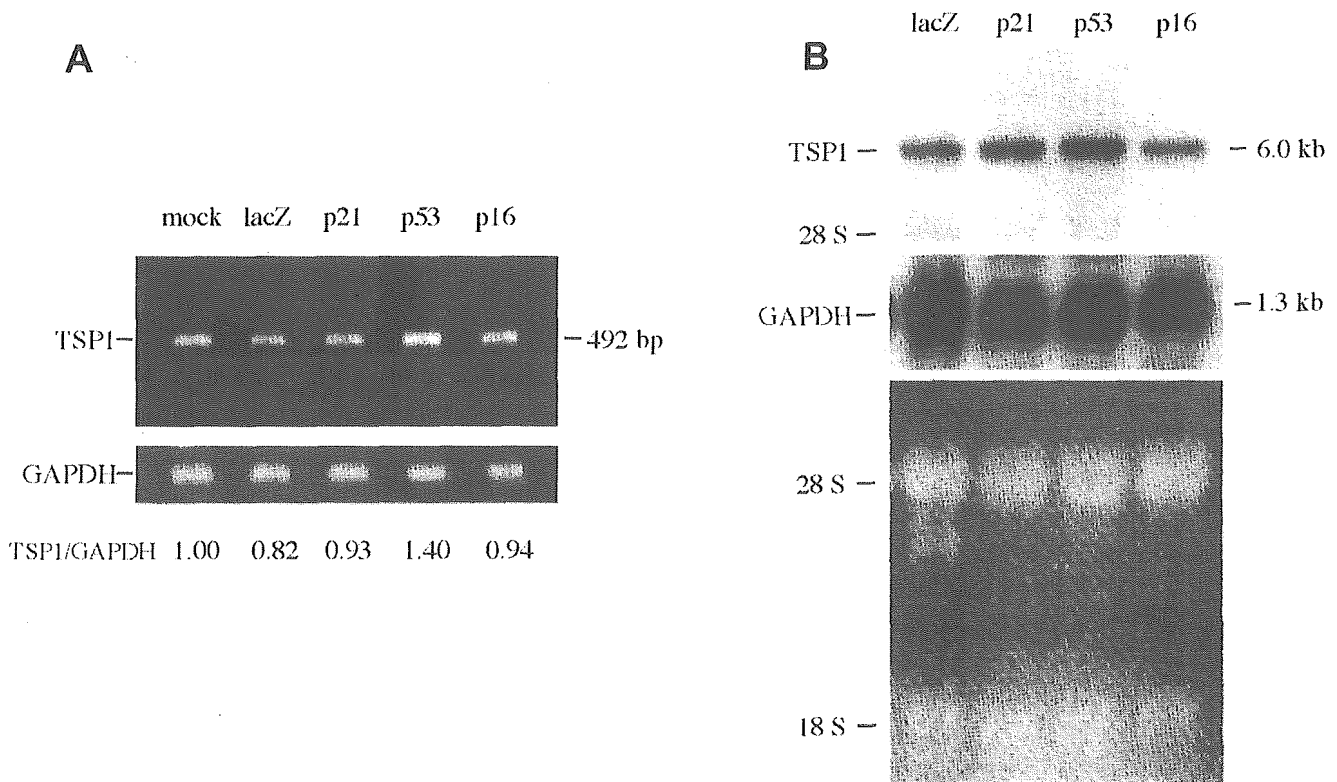 A
mock lacZ p21 p53 p16
TSP1
492 bp
GAPDH
TSP1/GAPDH 1.00 0.82 0.93 1.40 0.94
B
lacZ p21 p53 p16
TSP1
6.0 kb
28 S
GAPDH
1.3 kb
28 S
18 S